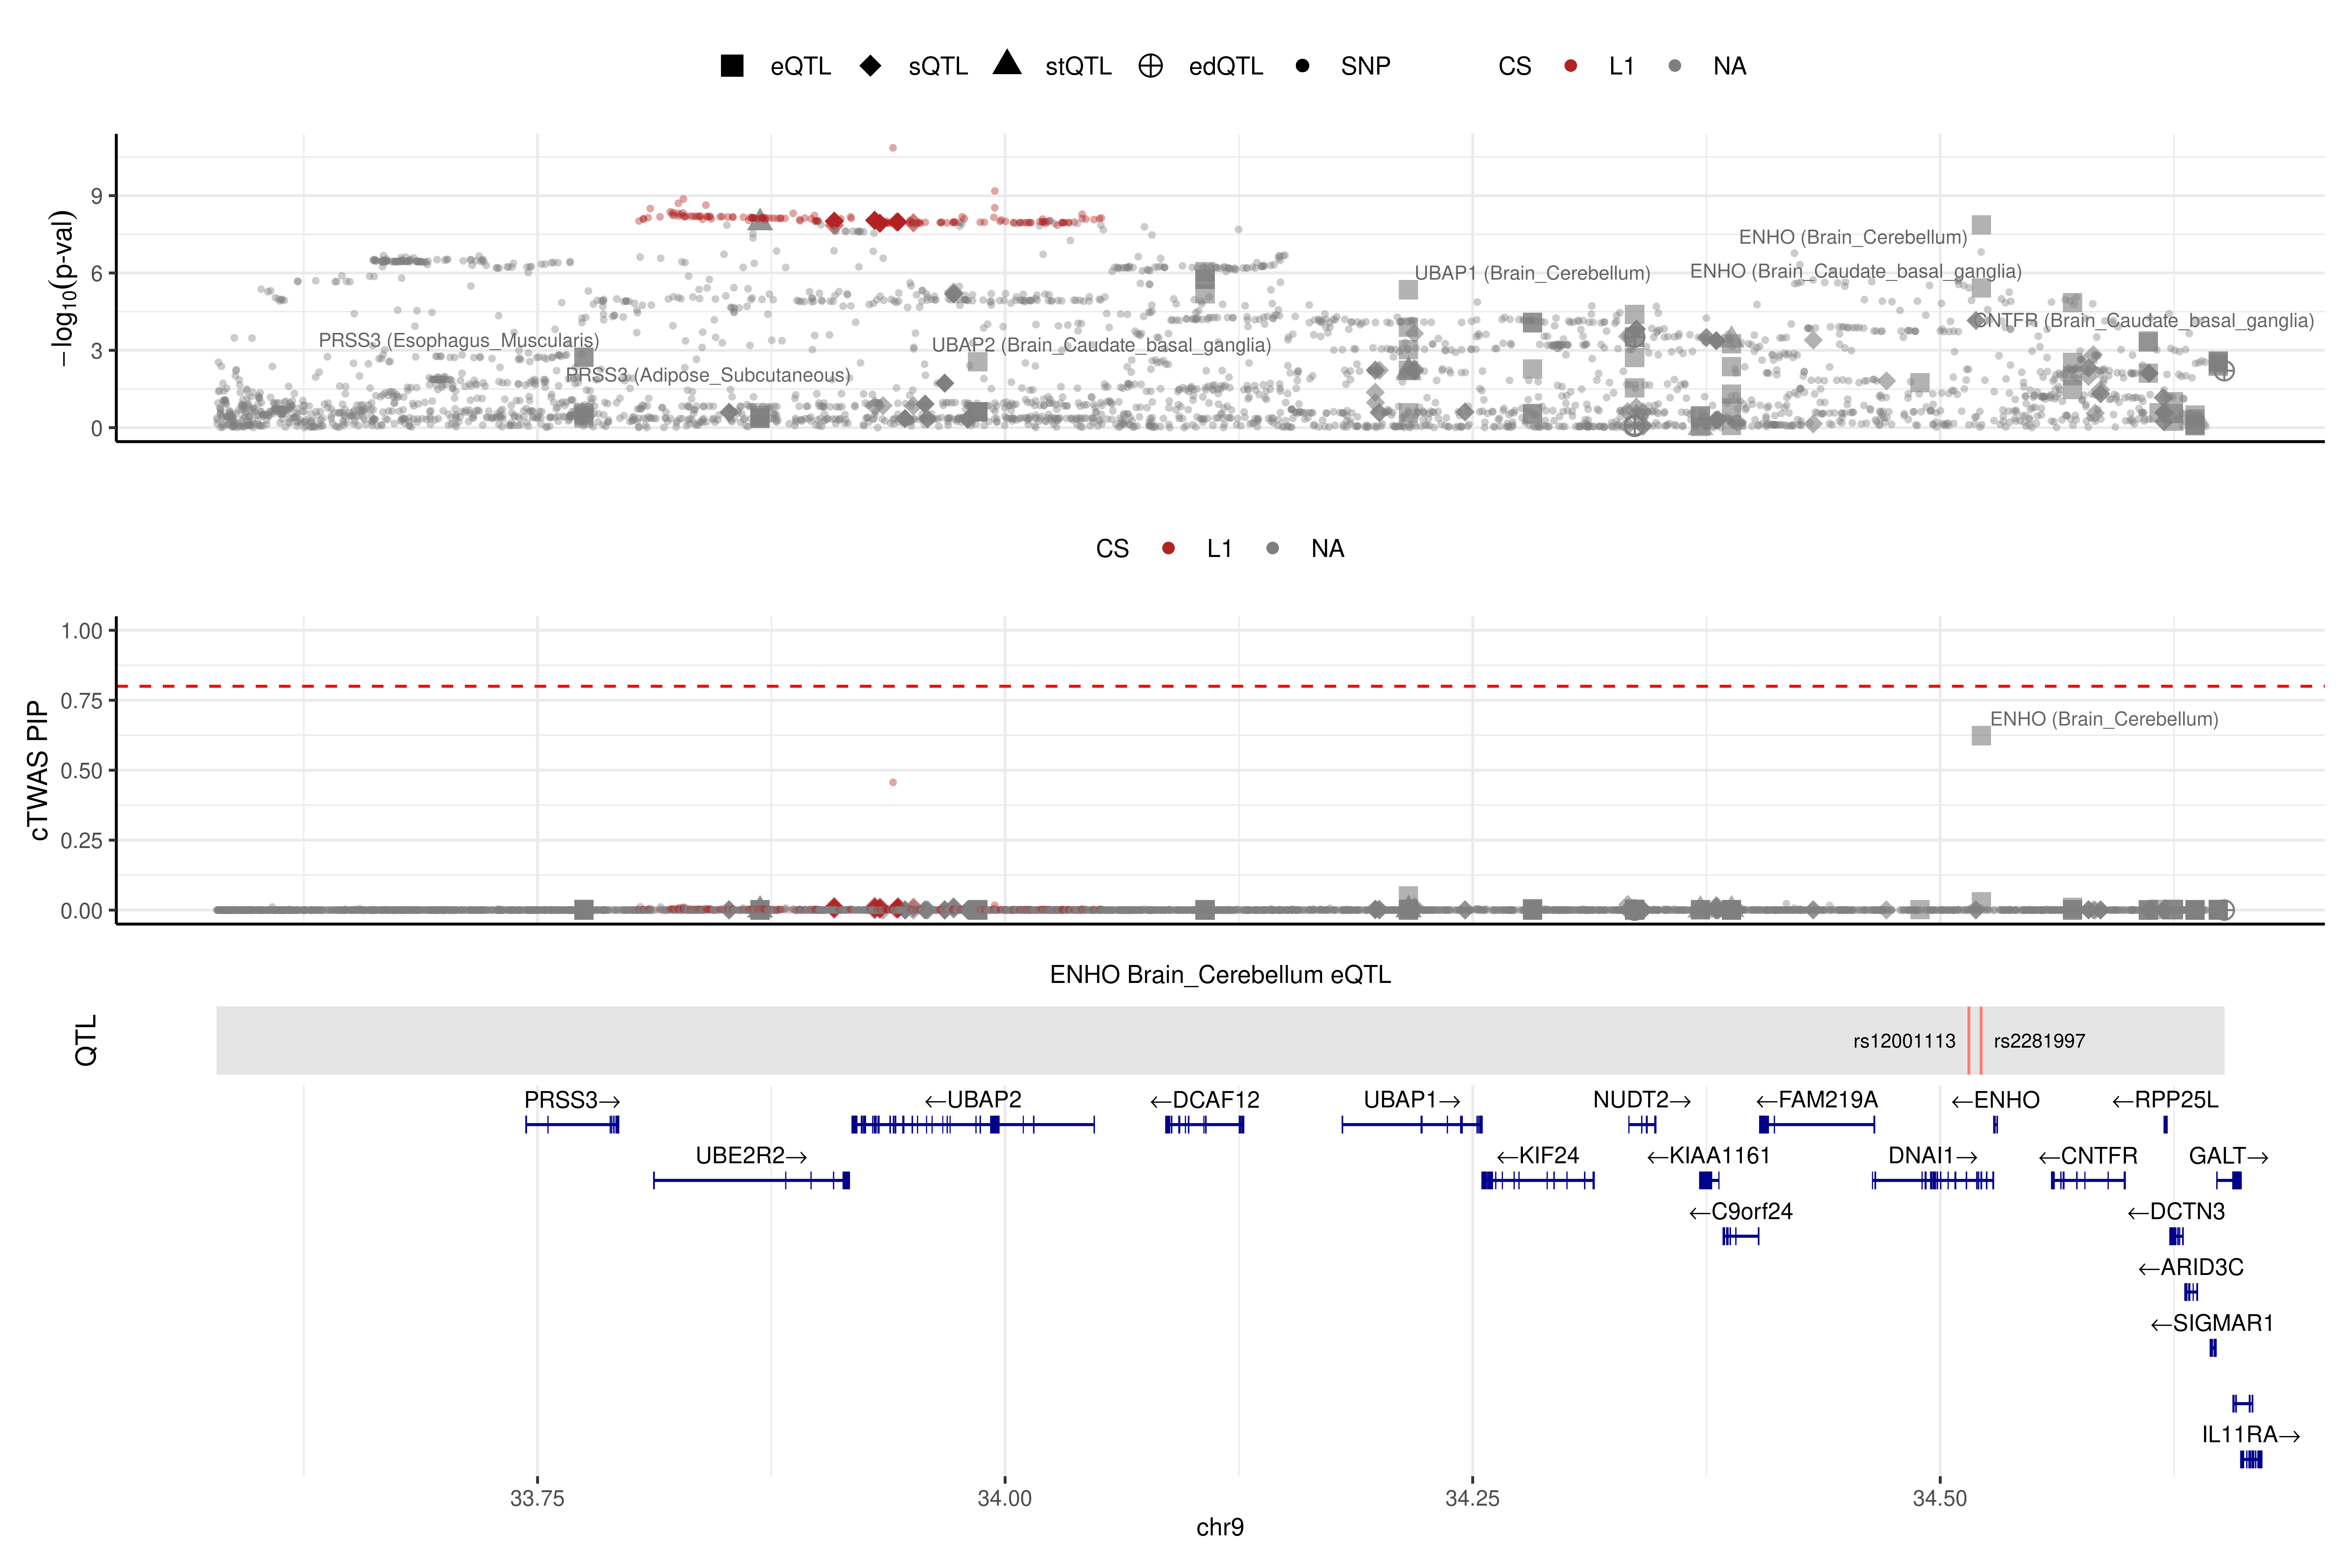 eQTL sQTL stQTL edQTL SNP CS L1 NA
−log10(p-val)
9
6
3
0
ENHO (Brain_Cerebellum)
UBAP1 (Brain_Cerebellum)
ENHO (Brain_Caudate_basal_ganglia)
CNTFR (Brain_Caudate_basal_ganglia)
PRSS3 (Esophagus_Muscularis)
UBAP2 (Brain_Caudate_basal_ganglia)
PRSS3 (Adipose_Subcutaneous)
CS L1 NA
cTWAS PIP
1.00
0.75
0.50
0.25
0.00
ENHO (Brain_Cerebellum)
ENHO Brain_Cerebellum eQTL
QTL
rs12001113 rs2281997
PRSS3→ ←UBAP2 ←DCAF12 UBAP1→ NUDT2→ ←FAM219A ←ENHO ←RPP25L
UBE2R2→ ←KIF24 ←KIAA1161 DNAI1→ ←CNTFR GALT→
←C9orf24 ←DCTN3
←ARID3C
←SIGMAR1
IL11RA→
33.75 34.00 34.25 34.50
chr9